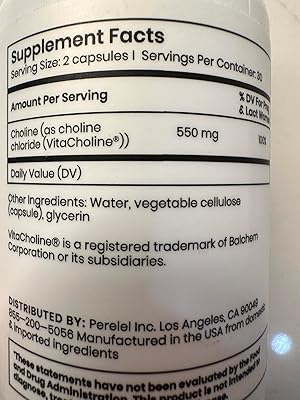 Supplement Facts
Serving Size: 2 capsules | Servings Per Container: 30
Amount Per Serving
% DV For
& Lact
Choline (as choline
chloride (VitaCholine®))
550 mg
100%
Daily Value (DV)
Other Ingredients: Water, vegetable cellulose
(capsule), glycerin
VitaCholine® is a registered trademark of Balchem
Corporation or its subsidiaries.
DISTRIBUTED BY: Perelel Inc. Los Angeles, CA 90049
855-200-5056 Manufactured in the USA from domestic
& imported ingredients
*These statements have not been evaluated by the Food
and Drug Administration. This product is not intended to
diagnose,